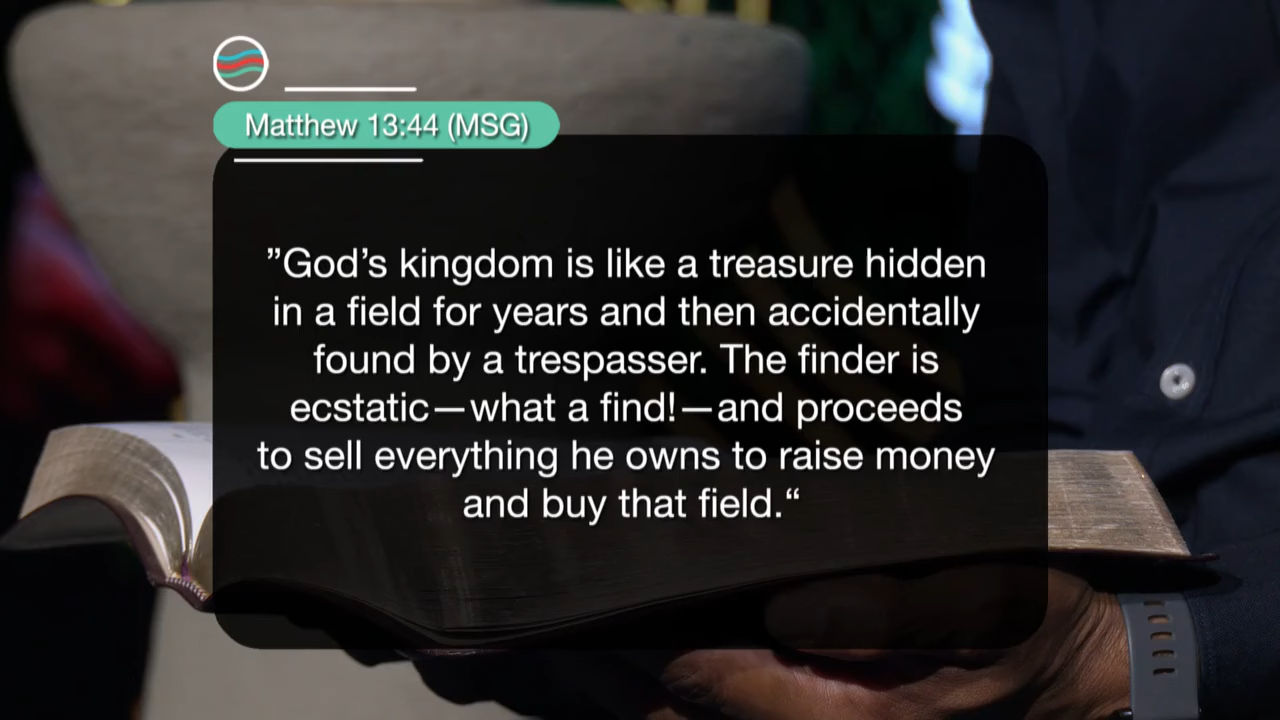 Matthew 13:44 (MSG)
”God’s kingdom is like a treasure hidden
in a field for years and then accidentally
found by a trespasser. The finder is
ecstatic—what a find!—and proceeds
to sell everything he owns to raise money
and buy that field.“